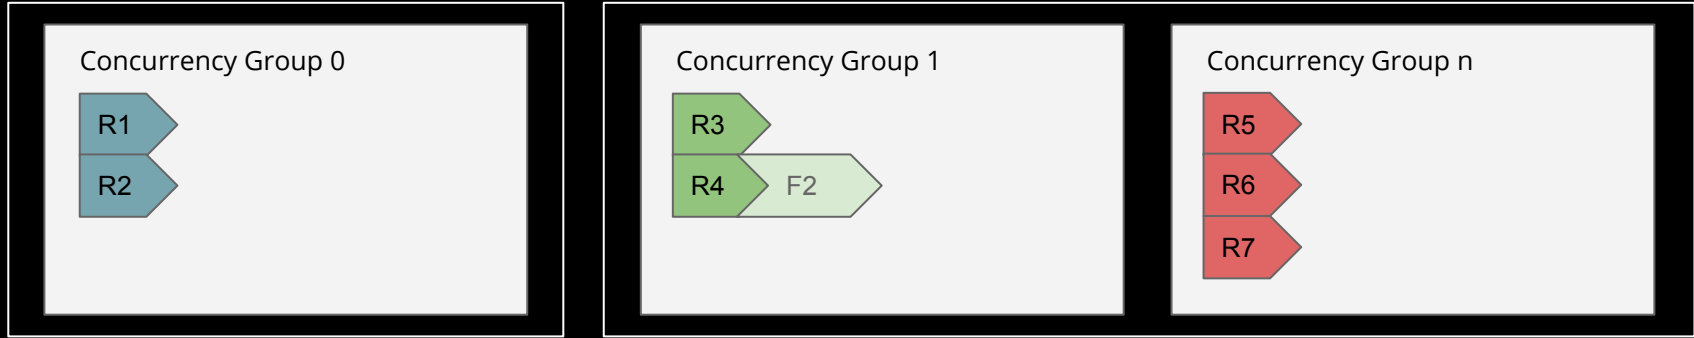 Concurrency Group 0
R1
R2
Concurrency Group 1
R3
R4
F2
Concurrency Group n
R5
R6
R7